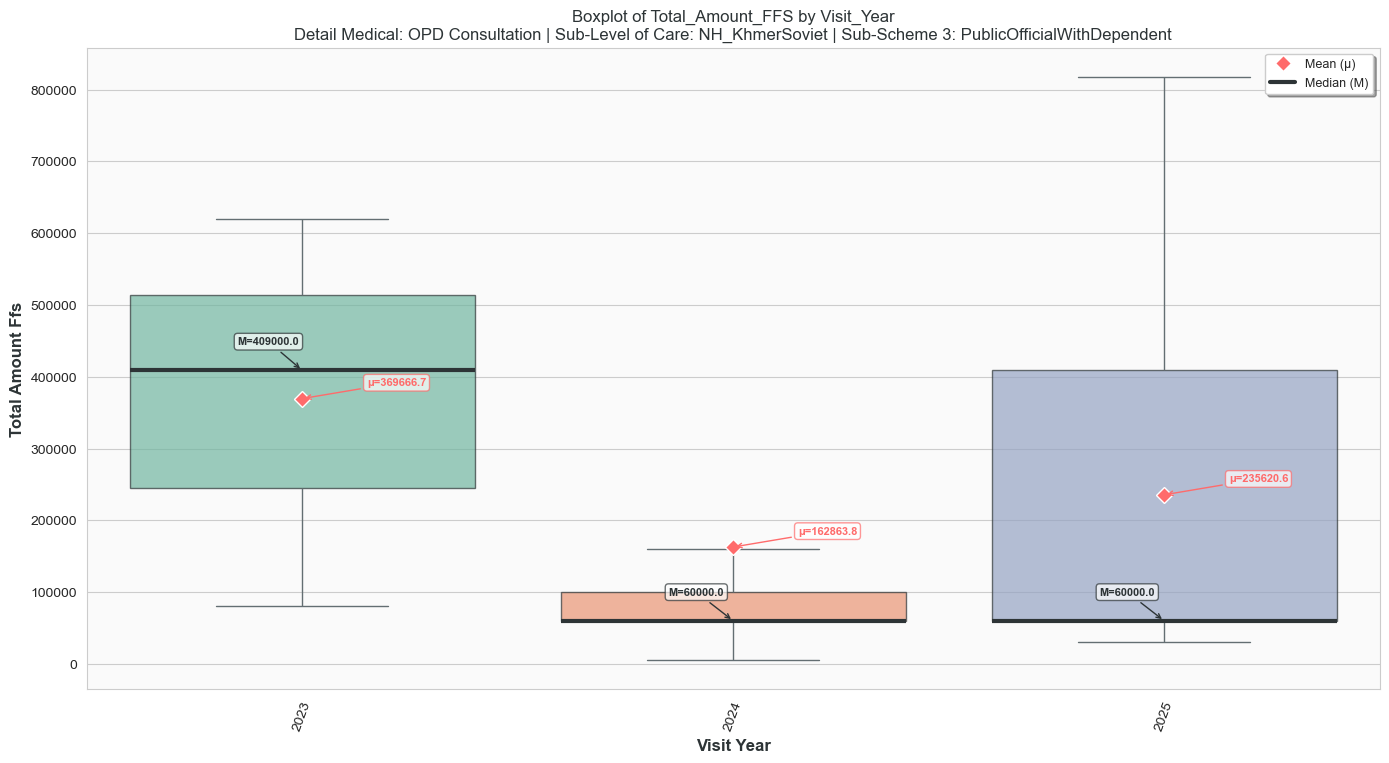 Boxplot of Total_Amount_FFS by Visit_Year
Detail Medical: OPD Consultation | Sub-Level of Care: NH_KhmerSoviet | Sub-Scheme 3: PublicOfficialWithDependent
Mean (μ)
Median (M)
Total Amount Ffs
800000
700000
600000
500000
400000
300000
200000
100000
0
M=409000.0
μ=369666.7
μ=162863.8
M=60000.0
μ=235620.6
M=60000.0
2023
2024
2025
Visit Year